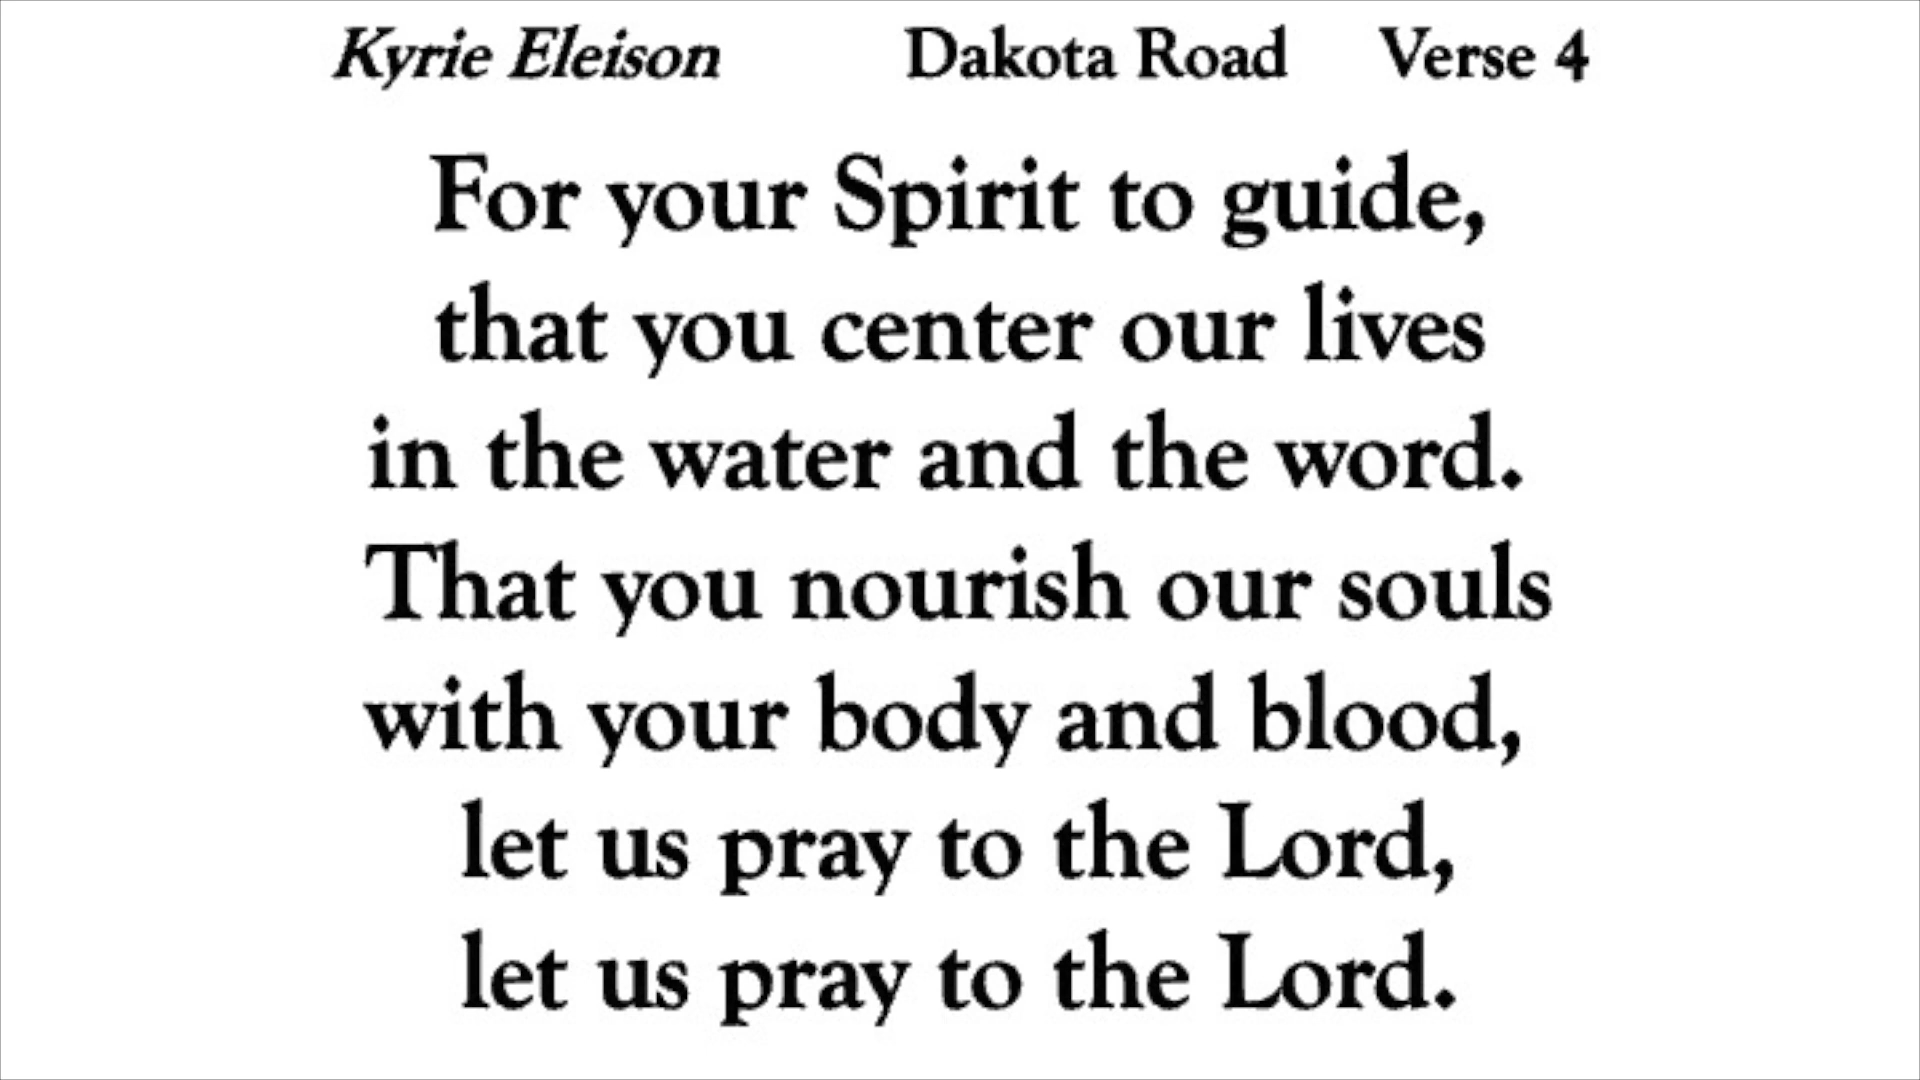 Kyrie Eleison Dakota Road Verse 4
For your Spirit to guide,
that you center our lives
in the water and the word.
That you nourish our souls
with your body and blood,
let us pray to the Lord,
let us pray to the Lord.